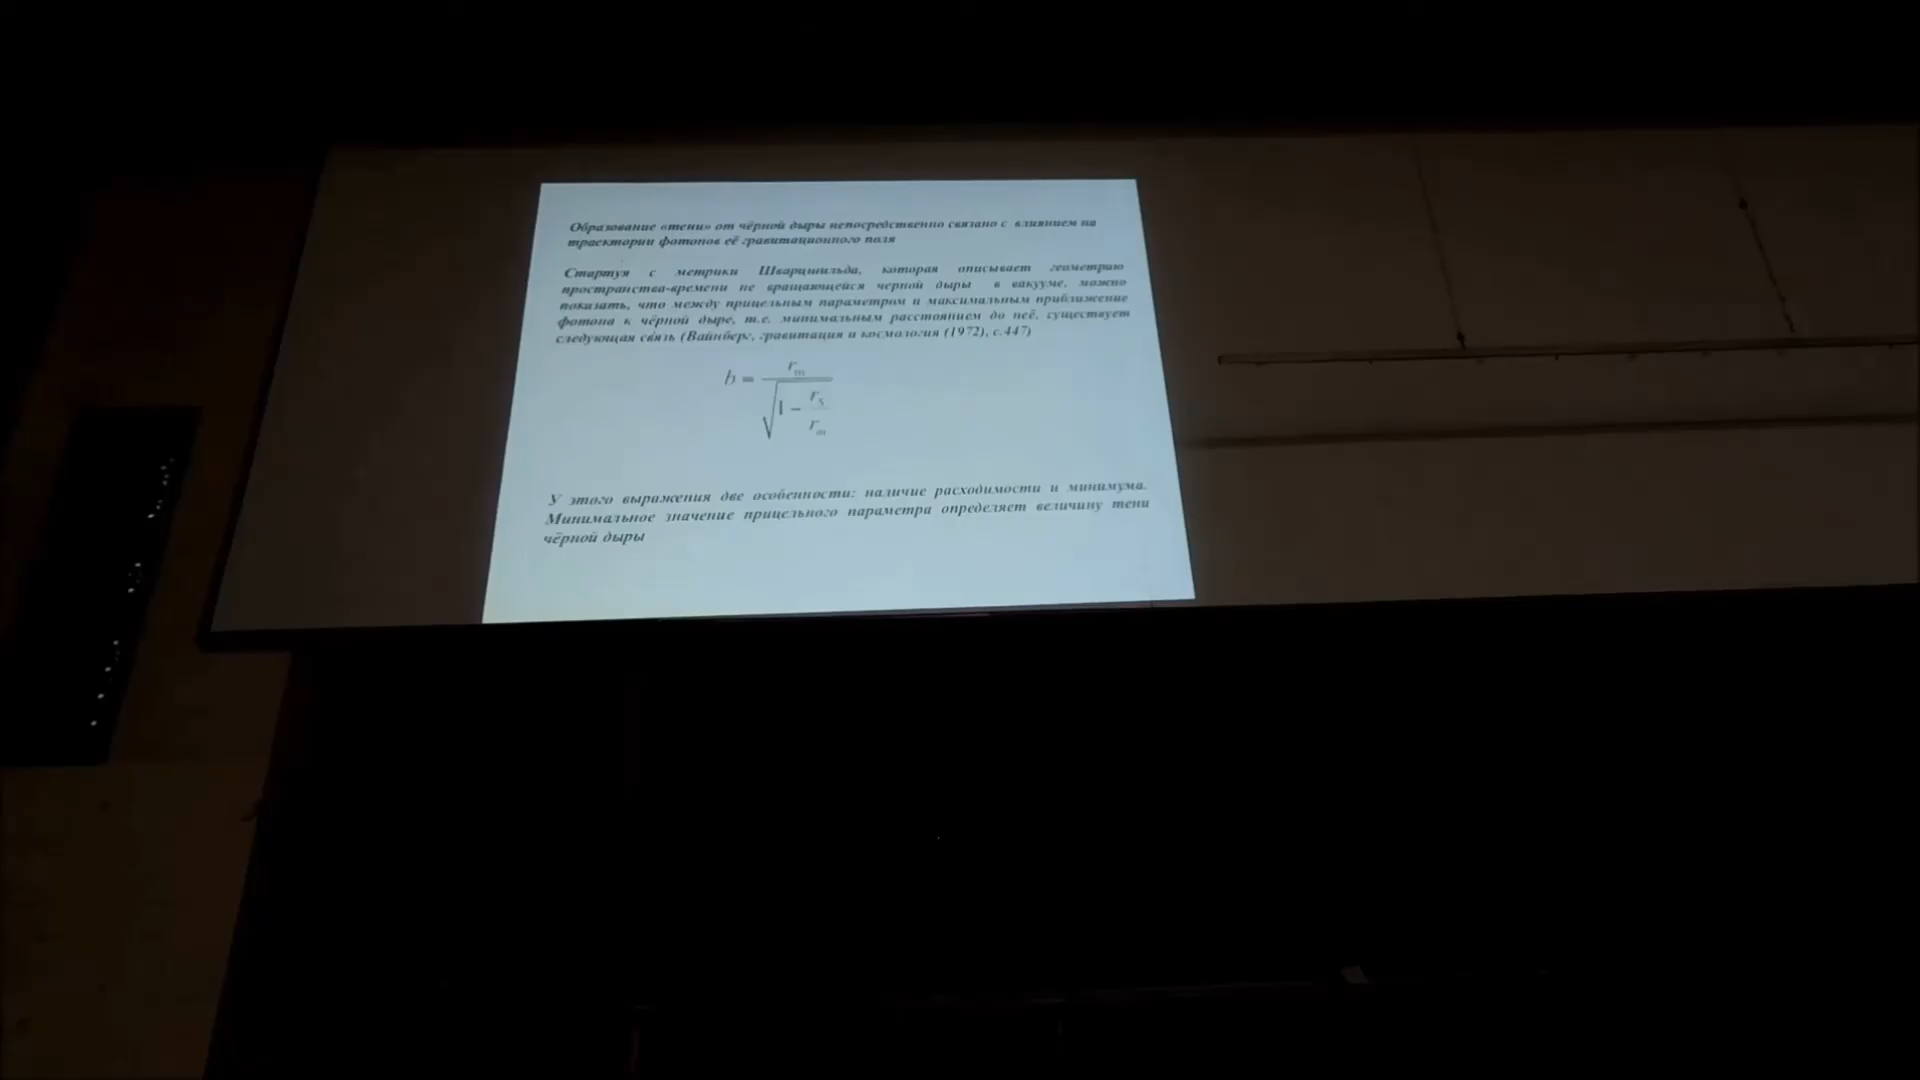 Образование «тени» от чёрной дыры непосредственно связано с влиянием на
траектории фотонов её гравитационного поля
Стартуя с метрики Шварцшильда, которая описывает геометрию
пространства-времени не вращающейся черной дыры в вакууме, можно
показать, что между прицельным параметром и максимальным приближение
фотона к чёрной дыре, т.е. минимальным расстоянием до неё, существует
следующая связь (Вайнберг, гравитация и космология (1972), с.447)
b = r_m / √(1 − r_S / r_m)
У этого выражения две особенности: наличие расходимости и минимума.
Минимальное значение прицельного параметра определяет величину тени
чёрной дыры